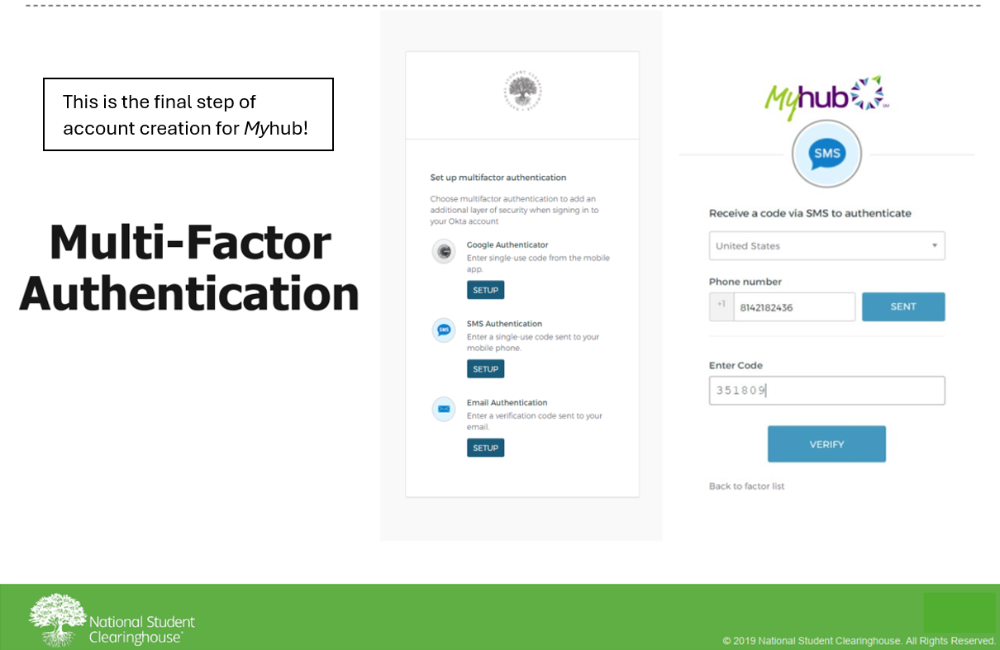 This is the final step of
account creation for Myhub!
Multi-Factor
Authentication
Set up multifactor authentication
Choose multifactor authentication to add an
additional layer of security when signing in to
your Okta account
Google Authenticator
Enter single-use code from the mobile
app.
SETUP
SMS Authentication
Enter a single-use code sent to your
mobile phone.
SETUP
Email Authentication
Enter a verification code sent to your
email.
SETUP
Myhub SM
SMS
Receive a code via SMS to authenticate
United States
Phone number
+1 8142182436 SENT
Enter Code
351809
VERIFY
Back to factor list
National Student
Clearinghouse®
© 2019 National Student Clearinghouse. All Rights Reserved.